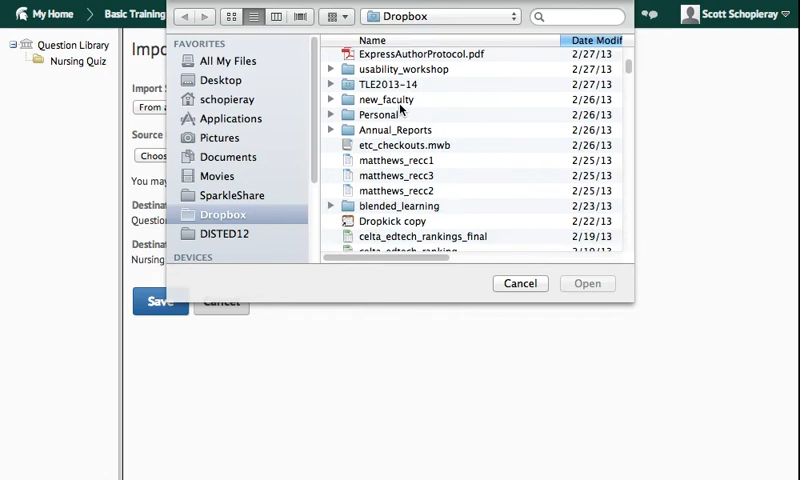 My Home
Basic Training
Dropbox
Scott Schopieray
Question Library
Nursing Quiz
Impo
Import S
From a
Source
Choos
You may
Destinat
Question
Destinat
Nursing
Save
Cancel
FAVORITES
All My Files
Desktop
schopieray
Applications
Pictures
Documents
Movies
SparkleShare
Dropbox
DISTED12
DEVICES
Name Date Modif
ExpressAuthorProtocol.pdf 2/27/13
usability_workshop 2/27/13
TLE2013-14 2/27/13
new_faculty 2/26/13
Personal 2/26/13
Annual_Reports 2/26/13
etc_checkouts.mwb 2/26/13
matthews_recc1 2/25/13
matthews_recc3 2/25/13
matthews_recc2 2/25/13
blended_learning 2/23/13
Dropkick copy 2/22/13
celta_edtech_rankings_final 2/19/13
Cancel
Open